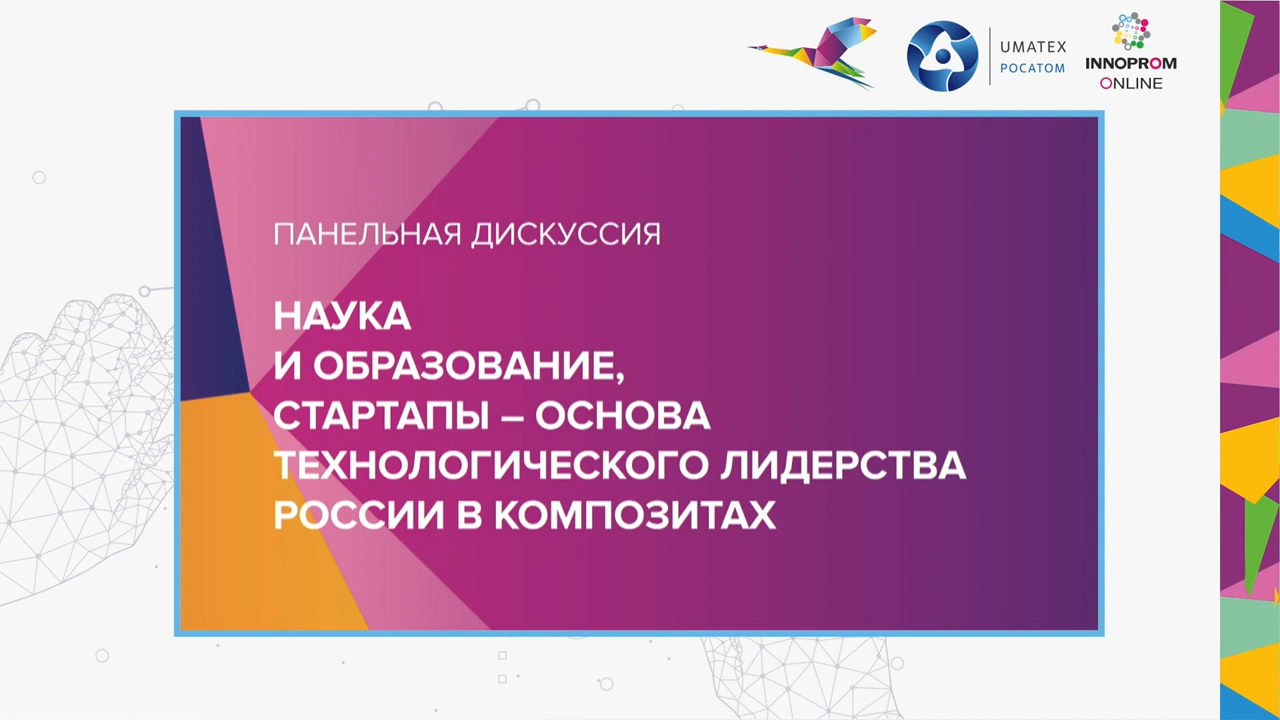 UMATEX
РОСАТОМ
INNOPROM
ONLINE
ПАНЕЛЬНАЯ ДИСКУССИЯ
НАУКА
И ОБРАЗОВАНИЕ,
СТАРТАПЫ – ОСНОВА
ТЕХНОЛОГИЧЕСКОГО ЛИДЕРСТВА
РОССИИ В КОМПОЗИТАХ